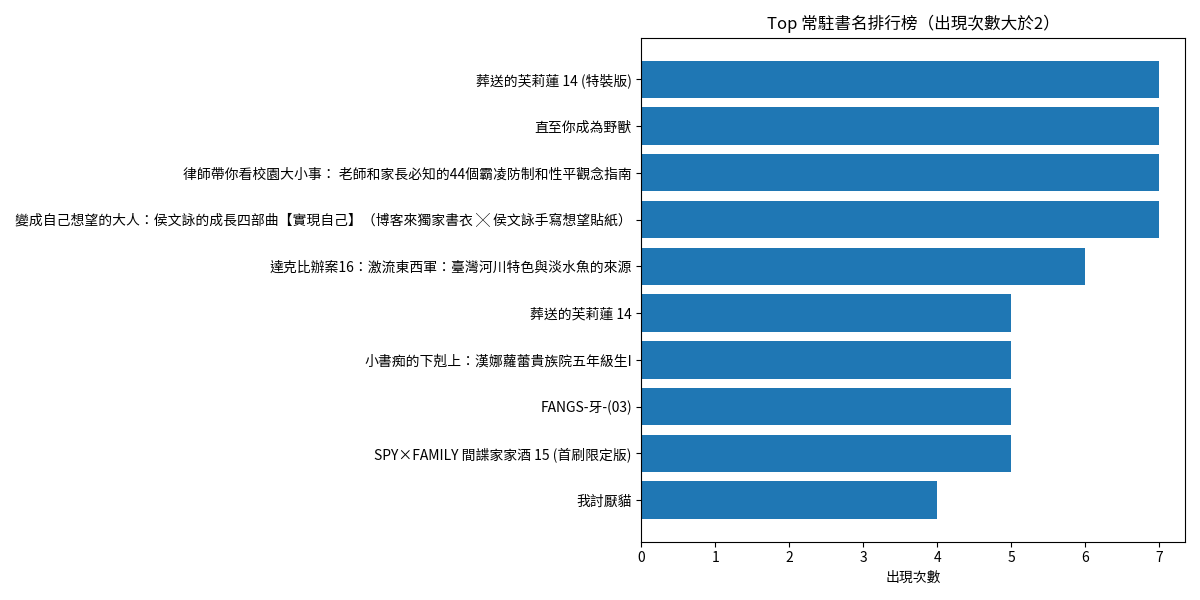 Top 常駐書名排行榜（出現次數大於2）
葬送的芙莉蓮 14 (特裝版)
直至你成為野獸
律師帶你看校園大小事： 老師和家長必知的44個霸凌防制和性平觀念指南
變成自己想望的大人：侯文詠的成長四部曲【實現自己】（博客來獨家書衣 ╳ 侯文詠手寫想望貼紙）
達克比辦案16：激流東西軍：臺灣河川特色與淡水魚的來源
葬送的芙莉蓮 14
小書痴的下剋上：漢娜蘿蕾貴族院五年級生I
FANGS-牙-(03)
SPY×FAMILY 間諜家家酒 15 (首刷限定版)
我討厭貓
0 1 2 3 4 5 6 7
出現次數